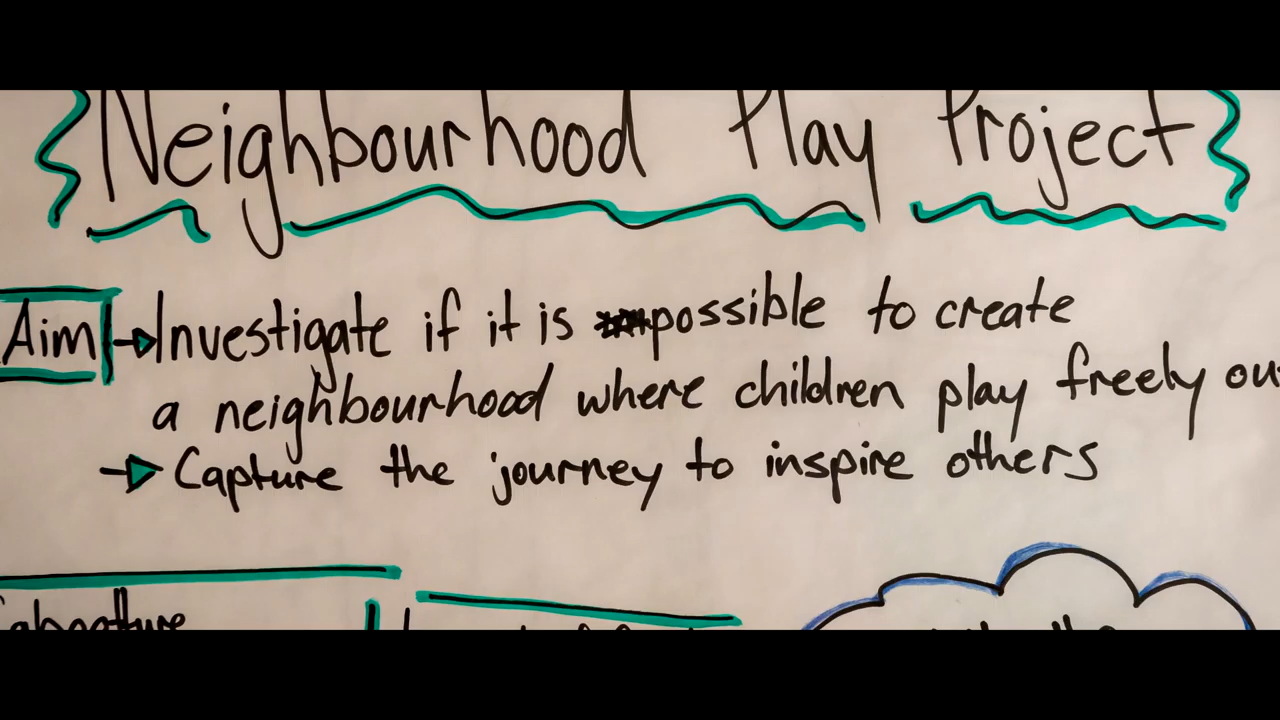 Neighbourhood Play Project
Aim Investigate if it is possible to create
a neighbourhood where children play freely
Capture the journey to inspire others